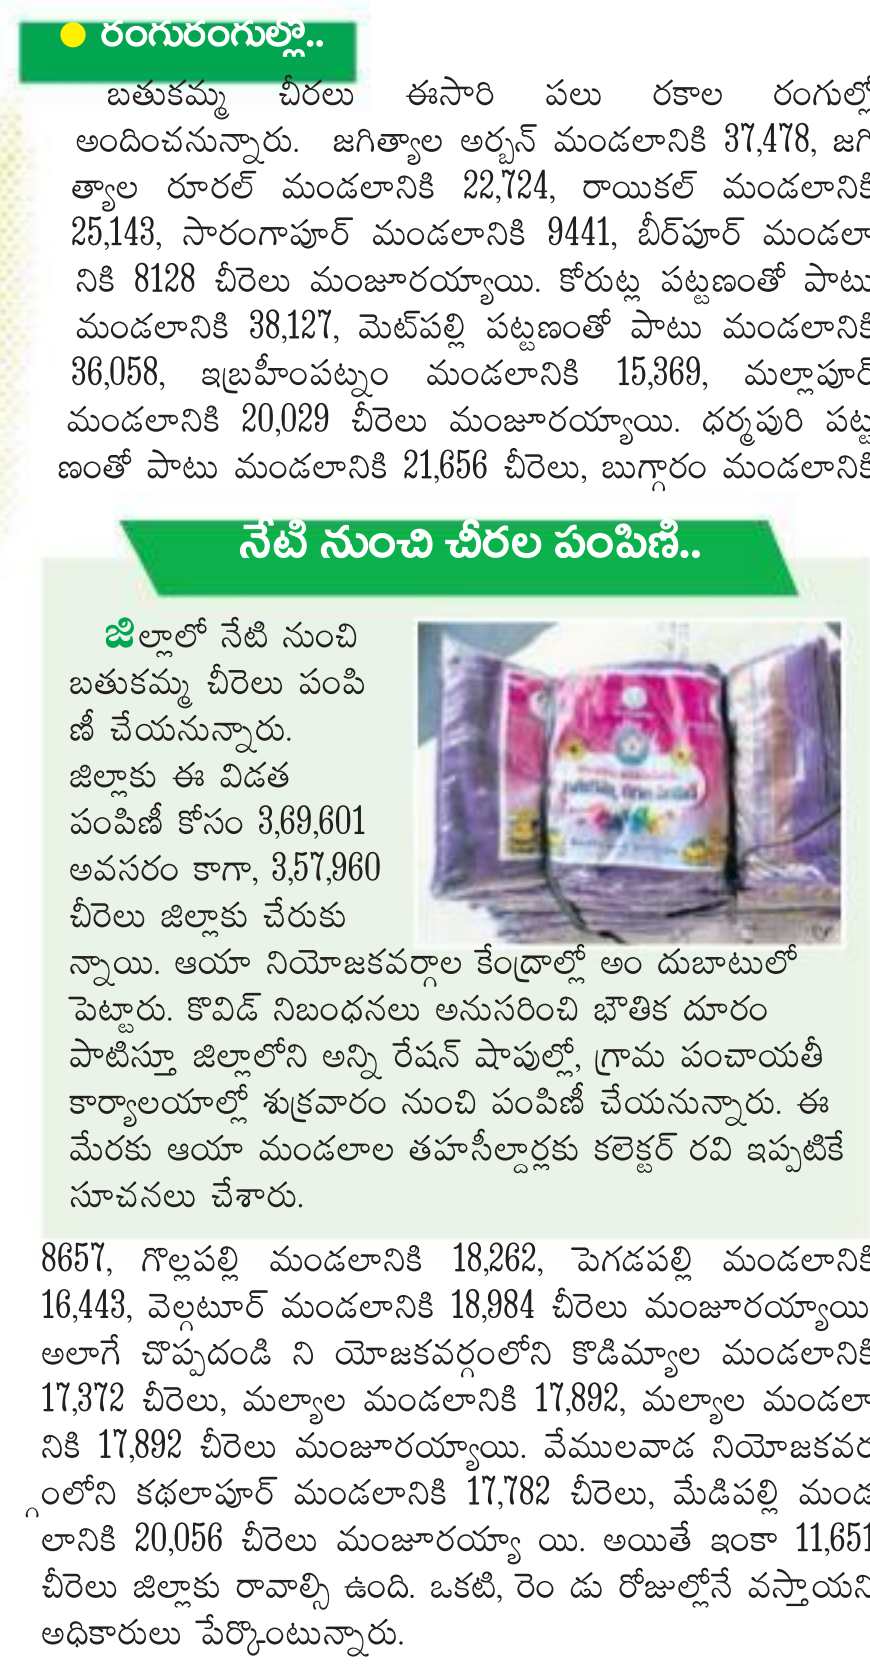 ● రంగురంగుల్లో..
బతుకమ్మ చీరలు ఈసారి పలు రకాల రంగుల్లో
అందించనున్నారు. జగిత్యాల అర్బన్ మండలానికి 37,478, జగి
త్యాల రూరల్ మండలానికి 22,724, రాయికల్ మండలానికి
25,143, సారంగాపూర్ మండలానికి 9441, బీర్‌పూర్ మండలా
నికి 8128 చీరెలు మంజూరయ్యాయి. కోరుట్ల పట్టణంతో పాటు
మండలానికి 38,127, మెట్‌పల్లి పట్టణంతో పాటు మండలానికి
36,058, ఇబ్రహీంపట్నం మండలానికి 15,369, మల్లాపూర్
మండలానికి 20,029 చీరెలు మంజూరయ్యాయి. ధర్మపురి పట్ట
ణంతో పాటు మండలానికి 21,656 చీరెలు, బుగ్గారం మండలానికి
నేటి నుంచి చీరల పంపిణీ..
జిల్లాలో నేటి నుంచి
బతుకమ్మ చీరెలు పంపి
ణీ చేయనున్నారు.
జిల్లాకు ఈ విడత
పంపిణీ కోసం 3,69,601
అవసరం కాగా, 3,57,960
చీరెలు జిల్లాకు చేరుకు
న్నాయి. ఆయా నియోజకవర్గాల కేంద్రాల్లో అం దుబాటులో
పెట్టారు. కొవిడ్ నిబంధనలు అనుసరించి భౌతిక దూరం
పాటిస్తూ జిల్లాలోని అన్ని రేషన్ షాపుల్లో, గ్రామ పంచాయతీ
కార్యాలయాల్లో శుక్రవారం నుంచి పంపిణీ చేయనున్నారు. ఈ
మేరకు ఆయా మండలాల తహసీల్దార్లకు కలెక్టర్ రవి ఇప్పటికే
సూచనలు చేశారు.
8657, గొల్లపల్లి మండలానికి 18,262, పెగడపల్లి మండలానికి
16,443, వెల్గటూర్ మండలానికి 18,984 చీరెలు మంజూరయ్యాయి
అలాగే చొప్పదండి ని యోజకవర్గంలోని కొడిమ్యాల మండలానికి
17,372 చీరెలు, మల్యాల మండలానికి 17,892, మల్యాల మండలా
నికి 17,892 చీరెలు మంజూరయ్యాయి. వేములవాడ నియోజకవర
్గంలోని కథలాపూర్ మండలానికి 17,782 చీరెలు, మేడిపల్లి మండ
లానికి 20,056 చీరెలు మంజూరయ్యా యి. అయితే ఇంకా 11,651
చీరెలు జిల్లాకు రావాల్సి ఉంది. ఒకటి, రెం డు రోజుల్లోనే వస్తాయని
అధికారులు పేర్కొంటున్నారు.